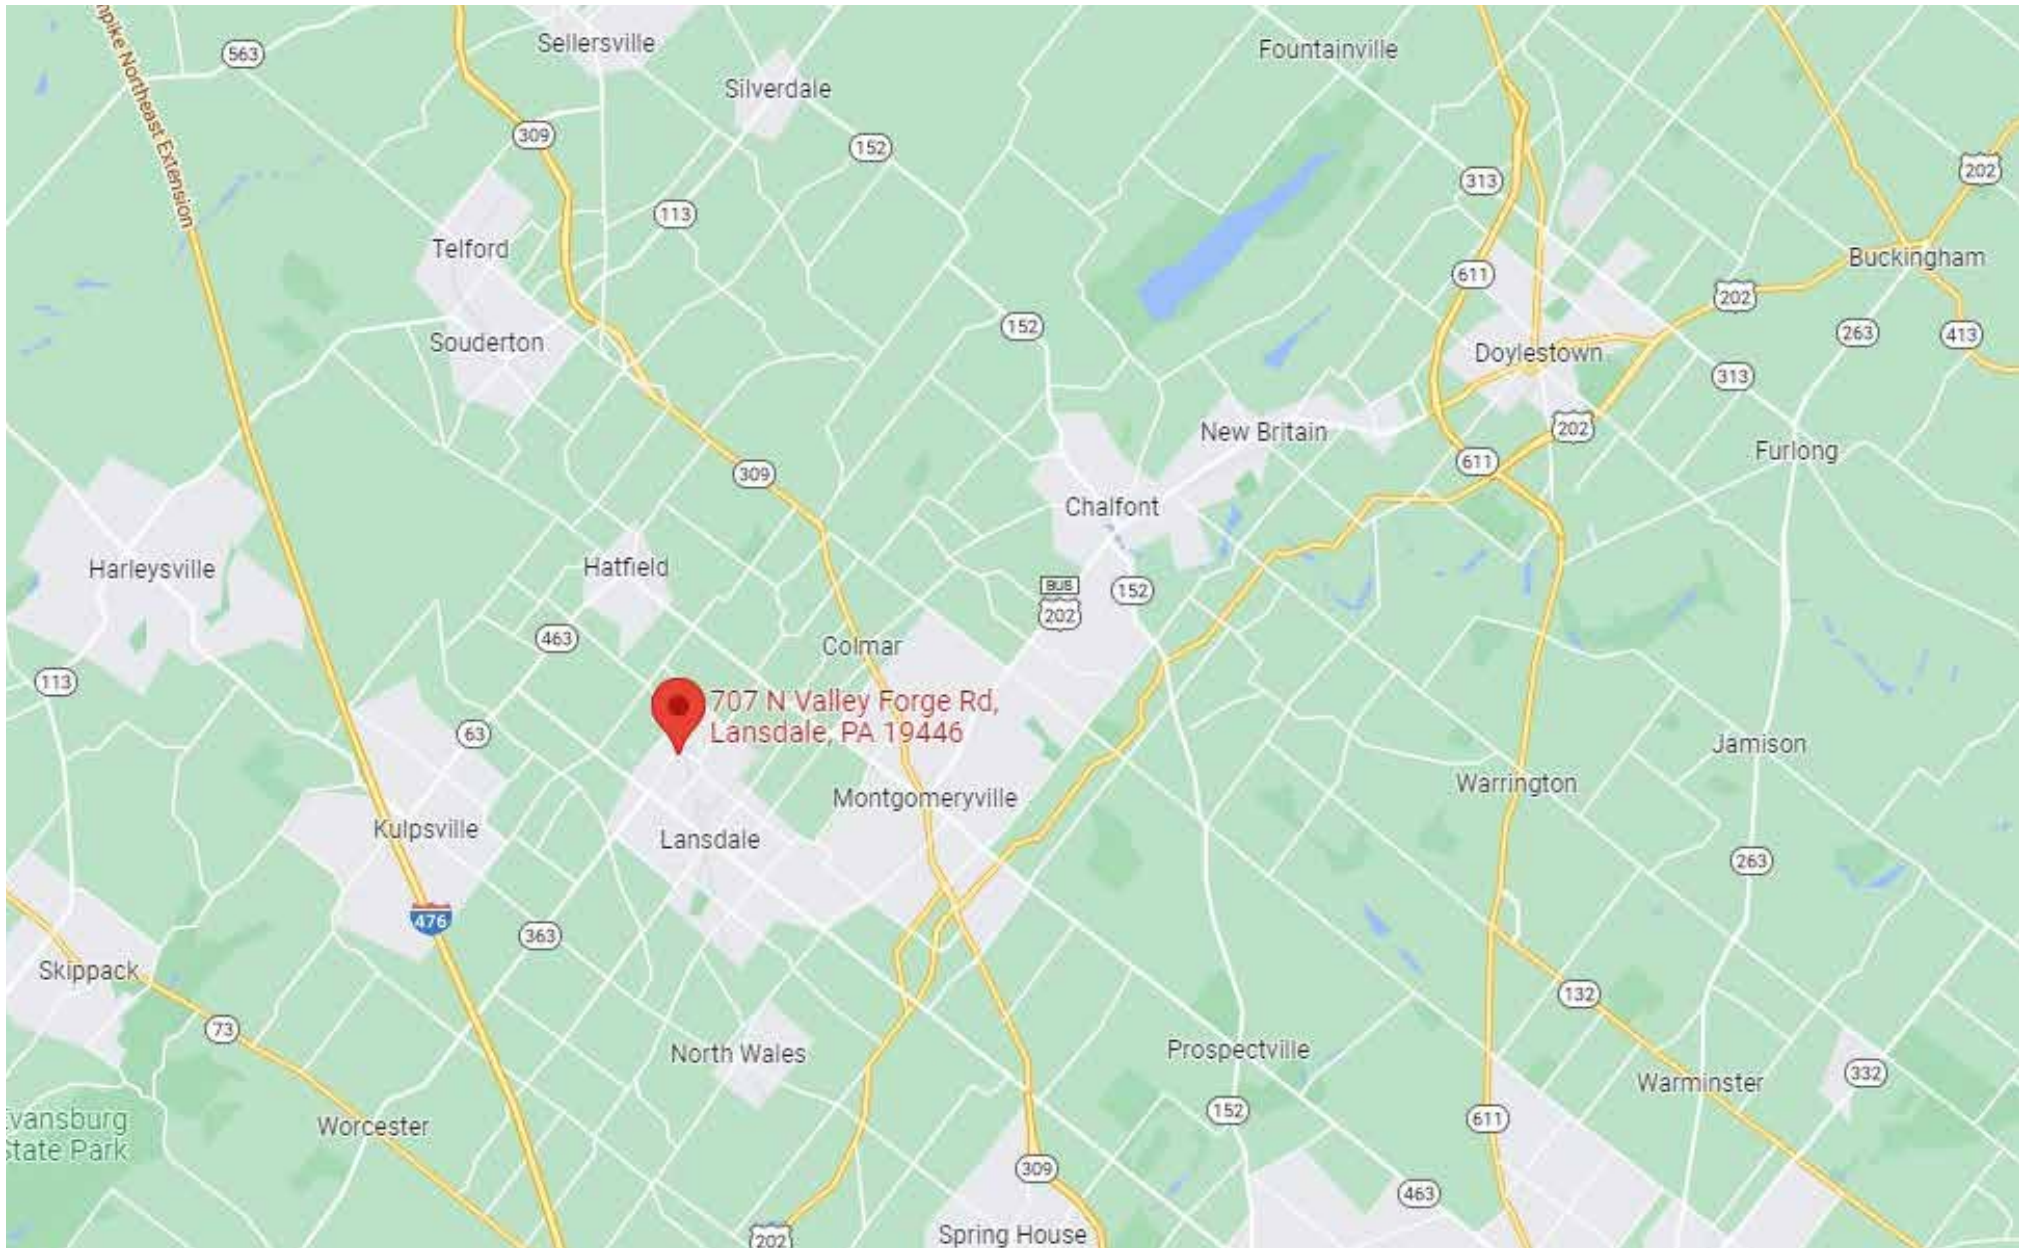 Sellersville
Fountainville
563
Silverdale
309
152
202
313
113
Telford
Buckingham
611
202
152
263
413
Souderton
Doylestown
313
202
New Britain
Furlong
611
309
Chalfont
Harleysville
Hatfield
BUS
202
152
463
Colmar
113
707 N Valley Forge Rd,
Lansdale, PA 19446
63
Jamison
Warrington
Montgomeryville
Kulpsville
Lansdale
263
476
363
Skippack
132
73
North Wales
Prospectville
332
Warminster
152
611
Worcester
State Park
309
463
Spring House
202
Northeast Extension